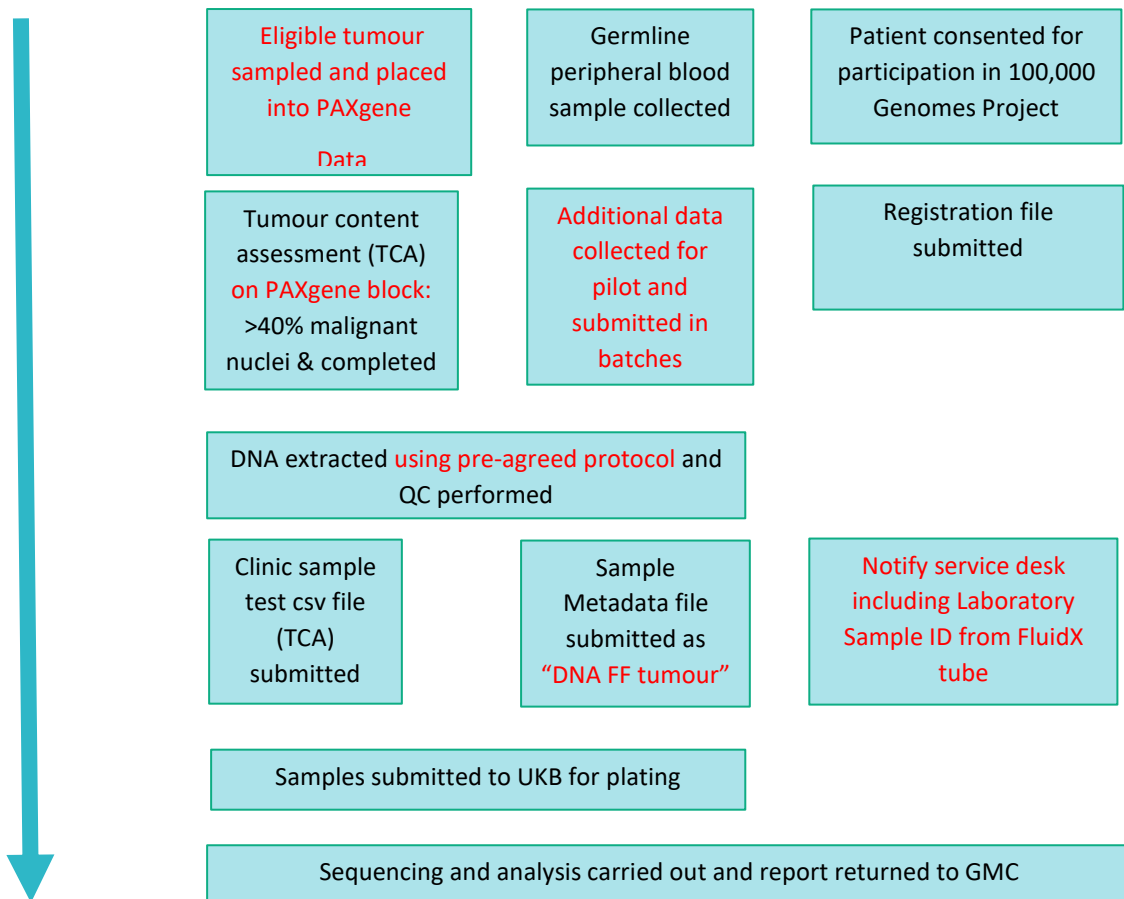 Eligible tumour
sampled and placed
into PAXgene
Data
Germline
peripheral blood
sample collected
Patient consented for
participation in 100,000
Genomes Project
Tumour content
assessment (TCA)
on PAXgene block:
>40% malignant
nuclei & completed
Additional data
collected for
pilot and
submitted in
batches
Registration file
submitted
DNA extracted using pre-agreed protocol and
QC performed
Clinic sample
test csv file
(TCA)
submitted
Sample
Metadata file
submitted as
“DNA FF tumour”
Notify service desk
including Laboratory
Sample ID from FluidX
tube
Samples submitted to UKB for plating
Sequencing and analysis carried out and report returned to GMC